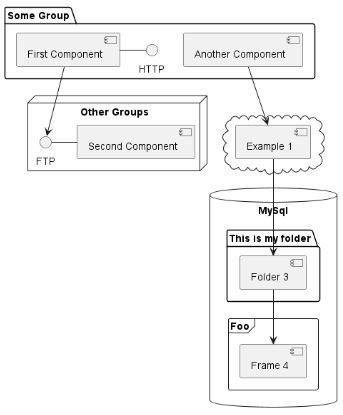 Some Group
First Component
HTTP
Another Component
Other Groups
FTP
Second Component
Example 1
MySql
This is my folder
Folder 3
Foo
Frame 4